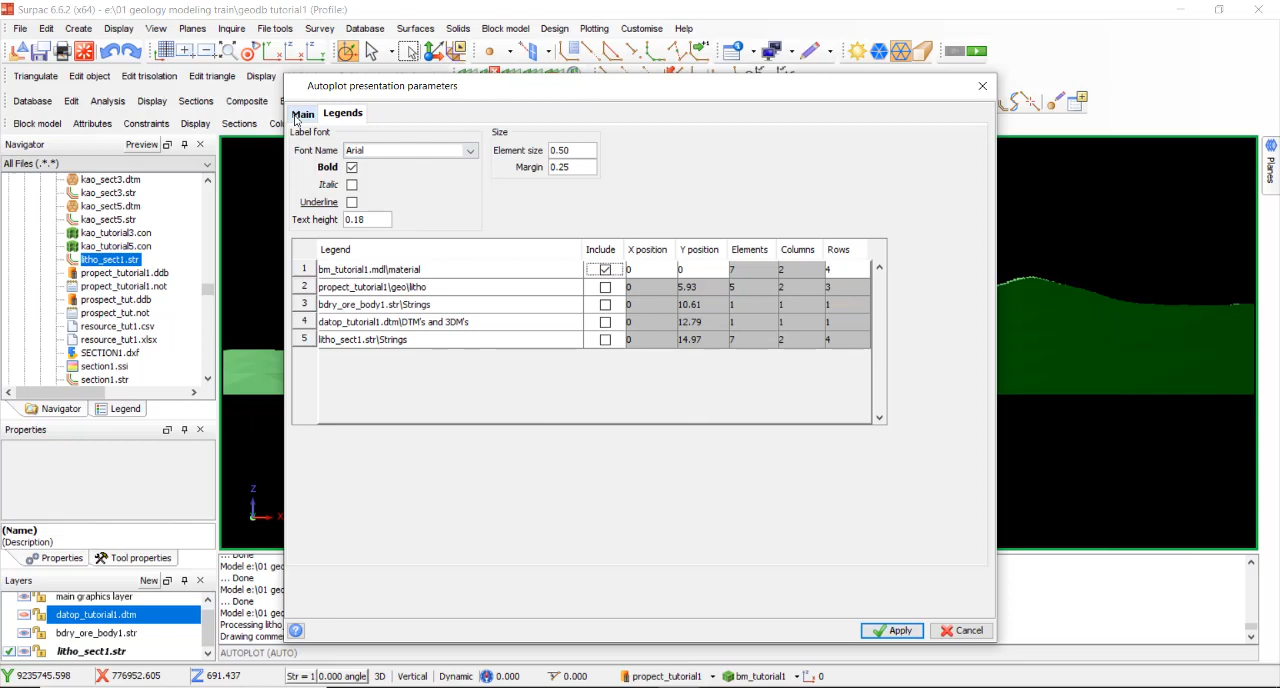 Surpac 6.6.2 (x64) - e:\01 geology modeling train\geodb tutorial1 (Profile:)
File Edit Create Display View Planes Inquire File tools Survey Database Surfaces Solids Block model Design Plotting Customise Help
Triangulate Edit object Edit trisolation Edit triangle Display
Database Edit Analysis Display Sections Composite
Block model Attributes Constraints Display Sections
Navigator Preview
All Files (.*.*)
kao_sect3.dtm
kao_sect3.str
kao_sect5.dtm
kao_sect5.str
kao_tutorial3.con
kao_tutorial5.con
litho_sect1.str
propect_tutorial1.ddb
propect_tutorial1.not
prospect_tut.ddb
prospect_tut.not
resource_tut1.csv
resource_tut1.xlsx
SECTION1.dxf
section1.ssi
section1.str
Navigator Legend
Properties
(Name)
(Description)
Properties Tool properties
Layers New
main graphics layer
datop_tutorial1.dtm
bdry_ore_body1.str
litho_sect1.str
Autoplot presentation parameters
Main Legends
Label font
Font Name Arial
Bold
Italic
Underline
Text height 0.18
Size
Element size 0.50
Margin 0.25
Legend Include X position Y position Elements Columns Rows
1 bm_tutorial1.mdl\material 0 0 7 2 4
2 propect_tutorial1\geo\litho 0 5.93 5 2 3
3 bdry_ore_body1.str\Strings 0 10.61 1 1 1
4 datop_tutorial1.dtm\DTM's and 3DM's 0 12.79 1 1 1
5 litho_sect1.str\Strings 0 14.97 7 2 4
Apply Cancel
Planes
Z
X
... Done
Model e:\01 geo
... Done
Model e:\01 geo
... Done
Model e:\01 geo
Processing litho
Drawing comme
AUTOPLOT (AUTO)
Y 9235745.598 X 776952.605 Z 691.437 Str = 1 0.000 angle 3D Vertical Dynamic 0.000 0.000 propect_tutorial1 bm_tutorial1 0